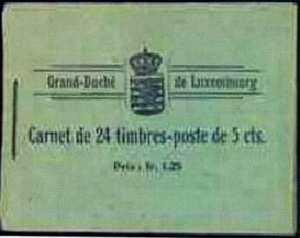 Grand-Duché de Luxembourg
Carnet de 24 timbres-poste de 5 cts.
Prix: fr. 1.25